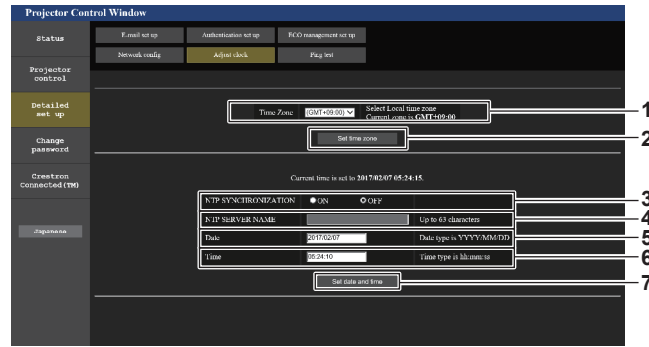 Projector Control Window
Status
E-mail set up
Authentication set up
ECO management set up
Network config
Adjust clock
Ping test
Projector
control
Detailed
set up
Change
password
Crestron
Connected(TM)
Japanese
Time Zone
(GMT+09:00)
Select Local time zone
Current zone is GMT+09:00
1
Set time zone
2
Current time is set to 2017/02/07 05:24:15.
NTP SYNCHRONIZATION
ON
OFF
3
NTP SERVER NAME
Up to 63 characters
4
Date
2017/02/07
Date type is YYYY/MM/DD
5
Time
05:24:10
Time type is hh:mm:ss
6
Set date and time
7